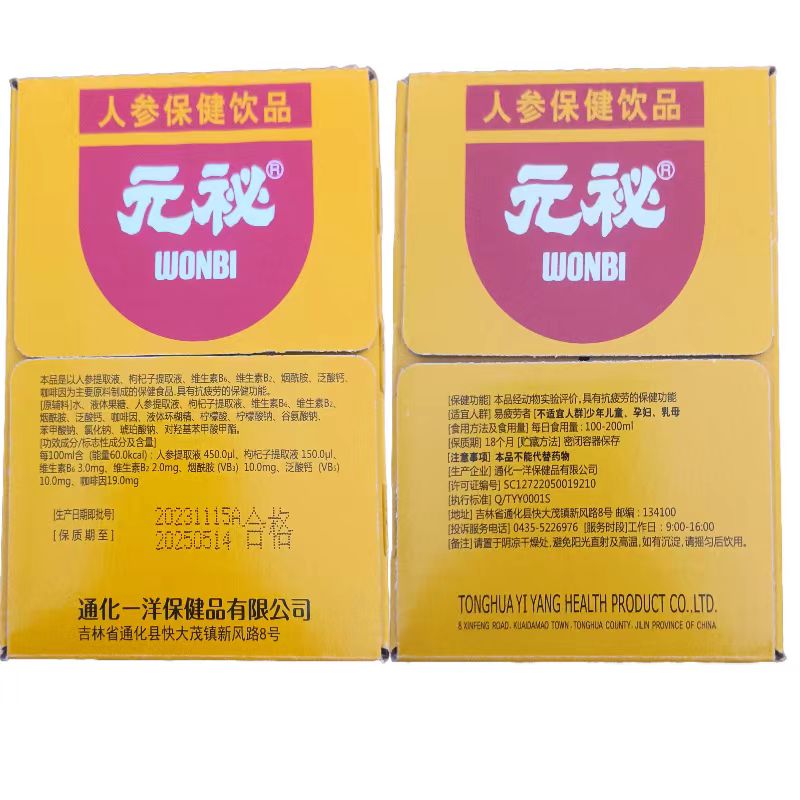 人参保健饮品
元祕®
WONBI
本品是以人参提取液、枸杞子提取液、维生素B₆、维生素B₂、烟酰胺、泛酸钙、
咖啡因为主要原料制成的保健食品,具有抗疲劳的保健功能。
[原辅料]水、液体果糖、人参提取液、枸杞子提取液、维生素B₆、维生素B₂、
烟酰胺、泛酸钙、咖啡因、液体环糊精、柠檬酸、柠檬酸钠、谷氨酸钠、
苯甲酸钠、氯化钠、琥珀酸钠、对羟基苯甲酸甲酯。
[功效成分/标志性成分及含量]
每100ml含 (能量60.0kcal) : 人参提取液 450.0μl、枸杞子提取液 150.0μl、
维生素B₆ 3.0mg、维生素B₂ 2.0mg、烟酰胺 (VB₃) 10.0mg、泛酸钙 (VB₅)
10.0mg、咖啡因19.0mg
[生产日期即批号] 20231115A合格
[保质期至] 20250514
通化一洋保健品有限公司
吉林省通化县快大茂镇新风路8号
人参保健饮品
元祕®
WONBI
[保健功能] 本品经动物实验评价,具有抗疲劳的保健功能
[适宜人群] 易疲劳者 [不适宜人群]少年儿童、孕妇、乳母
[食用方法及食用量] 每日食用量: 100-200ml
[保质期] 18个月 [贮藏方法] 密闭容器保存
[注意事项] 本品不能代替药物
[生产企业] 通化一洋保健品有限公司
[许可证编号] SC12722050019210
[执行标准] Q/TYY0001S
[地址] 吉林省通化县快大茂镇新风路8号 邮编 : 134100
[投诉服务电话] 0435-5226976 [服务时段]工作日 : 9:00-16:00
[备注] 请置于阴凉干燥处,避免阳光直射及高温,如有沉淀,请摇匀后饮用。
TONGHUA YI YANG HEALTH PRODUCT CO.,LTD.
8 XINFENG ROAD, KUAIDAMAO TOWN, TONGHUA COUNTY, JILIN PROVINCE OF CHINA.